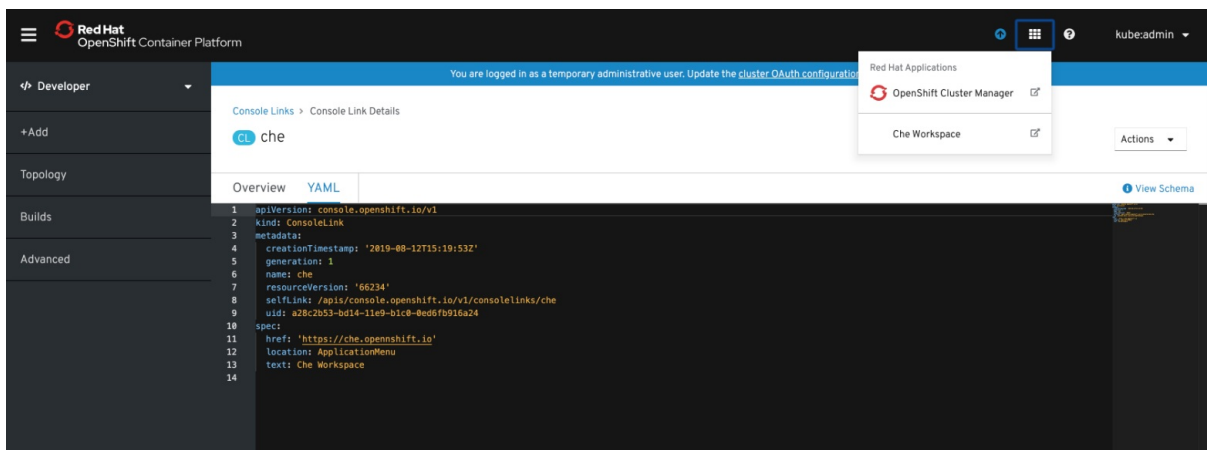 Red Hat
OpenShift Container Platform
kube:admin
You are logged in as a temporary administrative user. Update the cluster OAuth configuration
Red Hat Applications
OpenShift Cluster Manager
Che Workspace
</> Developer
+Add
Topology
Builds
Advanced
Console Links > Console Link Details
CL che
Actions
Overview YAML
View Schema
1 apiVersion: console.openshift.io/v1
2 kind: ConsoleLink
3 metadata:
4 creationTimestamp: '2019-08-12T15:19:53Z'
5 generation: 1
6 name: che
7 resourceVersion: '66234'
8 selfLink: /apis/console.openshift.io/v1/consolelinks/che
9 uid: a28c2b53-bd14-11e9-b1c0-0ed6fb916a24
10 spec:
11 href: 'https://che.opennshift.io'
12 location: ApplicationMenu
13 text: Che Workspace
14